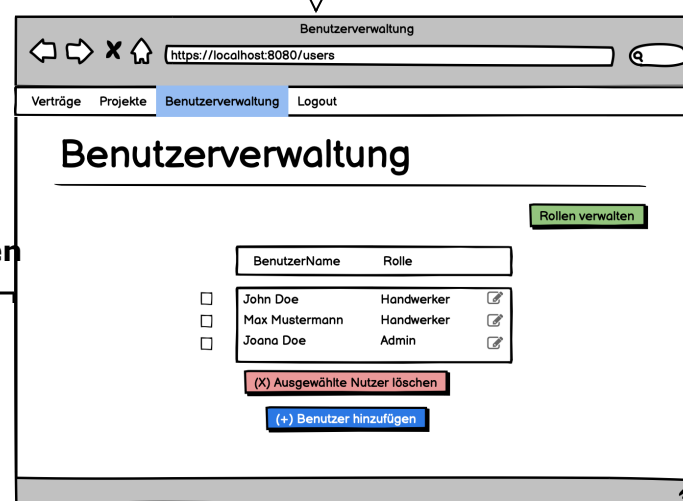 Benutzerverwaltung
https://localhost:8080/users
Verträge Projekte Benutzerverwaltung Logout
Benutzerverwaltung
Rollen verwalten
en
BenutzerName Rolle
John Doe Handwerker
Max Mustermann Handwerker
Joana Doe Admin
(X) Ausgewählte Nutzer löschen
(+) Benutzer hinzufügen